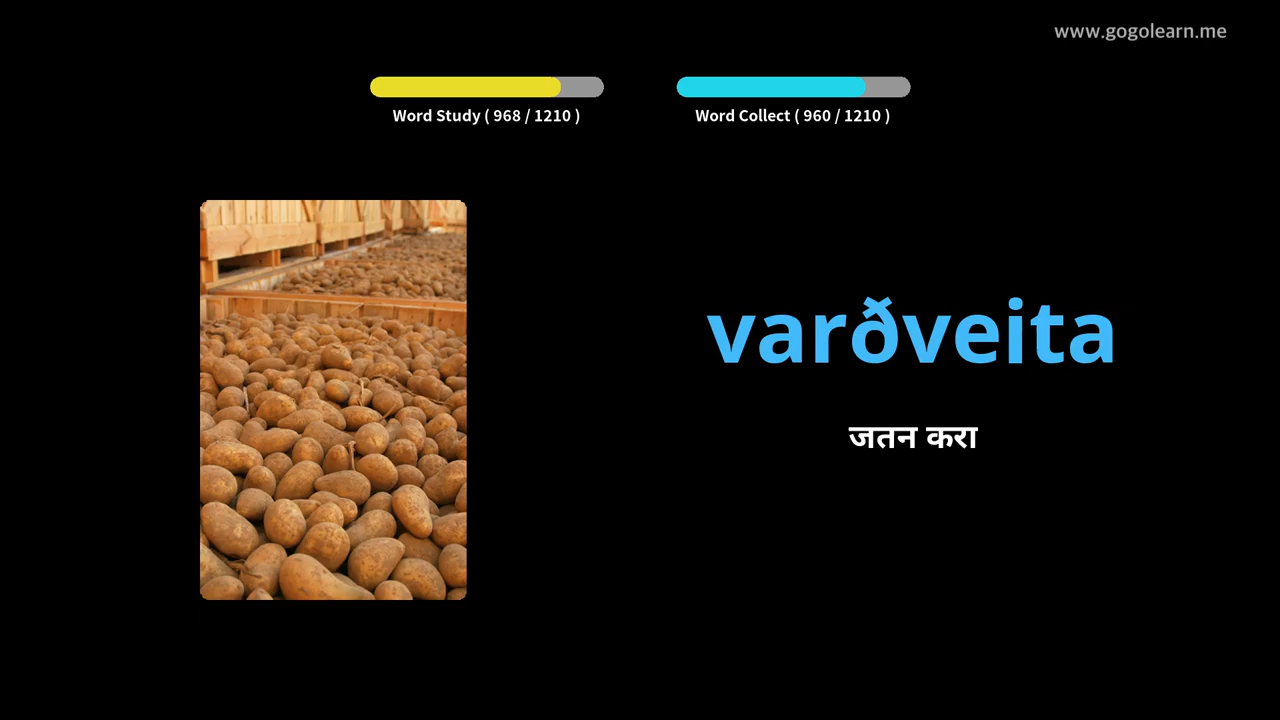 www.gogolearn.me
Word Study ( 968 / 1210 )
Word Collect ( 960 / 1210 )
varðveita
जतन करा